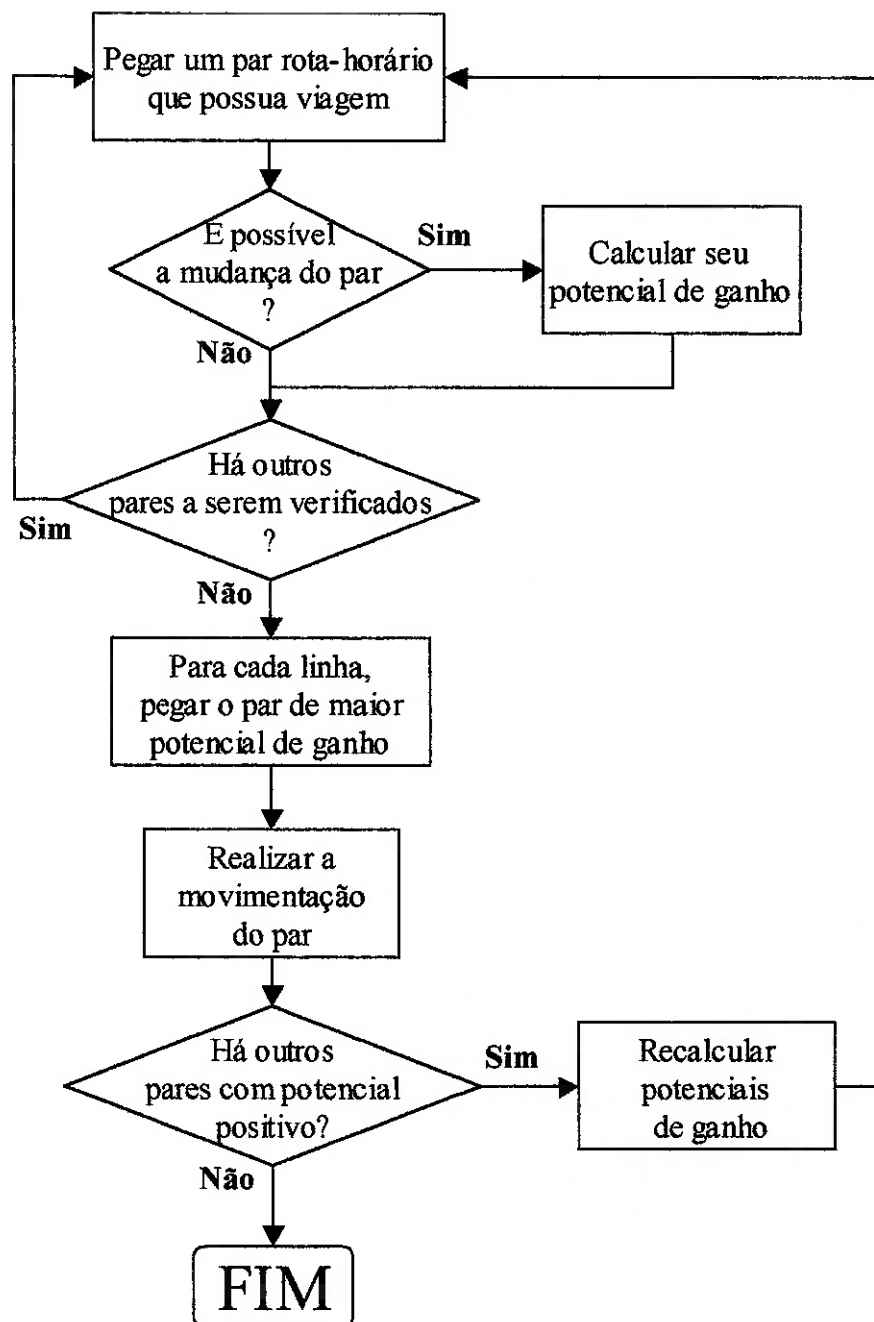 Pegar um par rota-horário
que possua viagem
E possível
a mudança do par
?
Sim
Calcular seu
potencial de ganho
Não
Há outros
pares a serem verificados
?
Sim
Não
Para cada linha,
pegar o par de maior
potencial de ganho
Realizar a
movimentação
do par
Há outros
pares com potencial
positivo?
Sim
Recalcular
potenciais
de ganho
Não
FIM